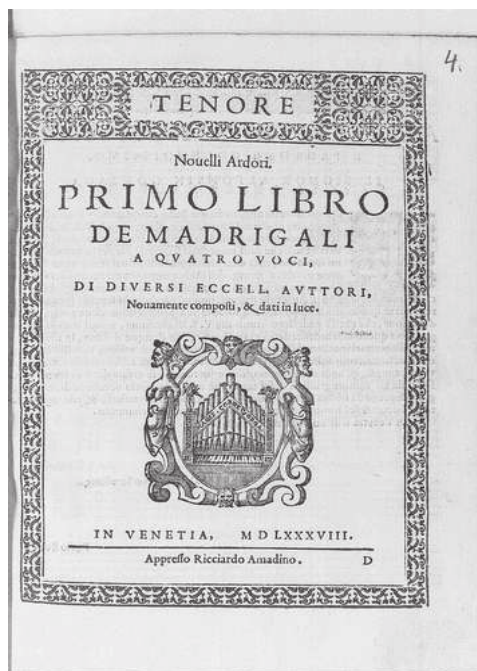 4.
TENORE
Nouelli Ardori.
PRIMO LIBRO
DE MADRIGALI
A QVATRO VOCI,
DI DIVERSI ECCELL. AVTTORI,
Nouamente compoſti, & dati in luce.
IN VENETIA, MDLXXXVIII.
Appreſſo Ricciardo Amadino. D